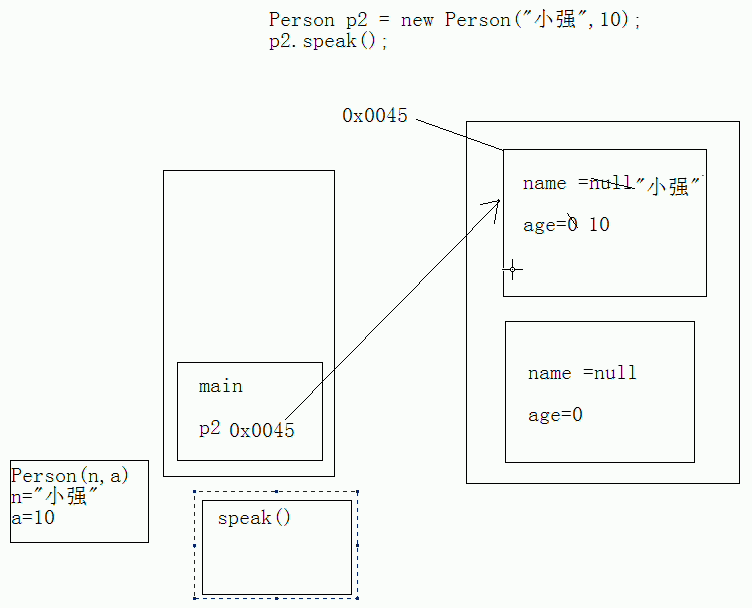 Person p2 = new Person("小强",10);
p2.speak();
0x0045
name =null"小强"
age=0 10
main
p2 0x0045
name =null
age=0
Person(n,a)
n="小强"
a=10
speak()